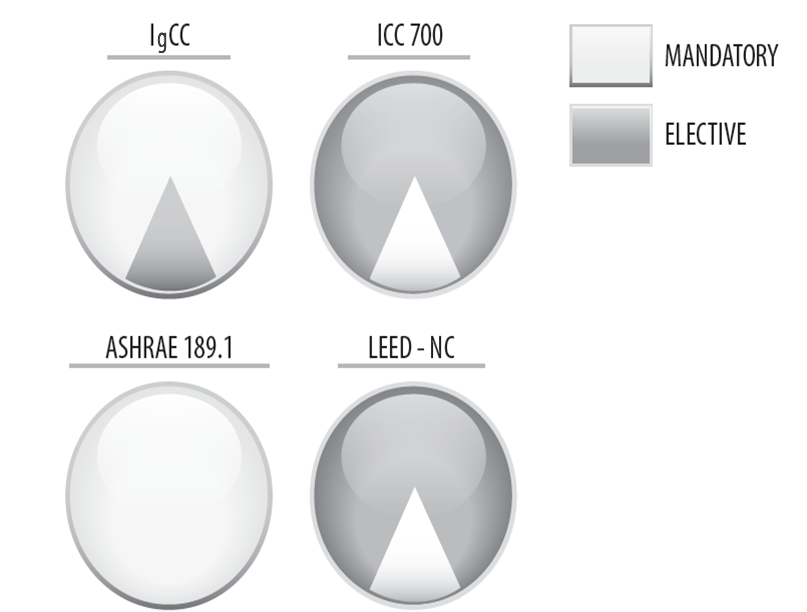 IgCC
ICC 700
MANDATORY
ELECTIVE
ASHRAE 189.1
LEED - NC